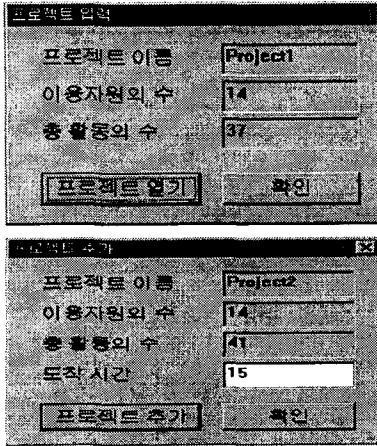 프로젝트 입력
프로젝트 이름 Project1
이용자원의 수 14
총 활동의 수 37
프로젝트 열기 확인
프로젝트 추가
프로젝트 이름 Project2
이용자원의 수 14
총 활동의 수 41
도착 시간 15
프로젝트 추가 확인